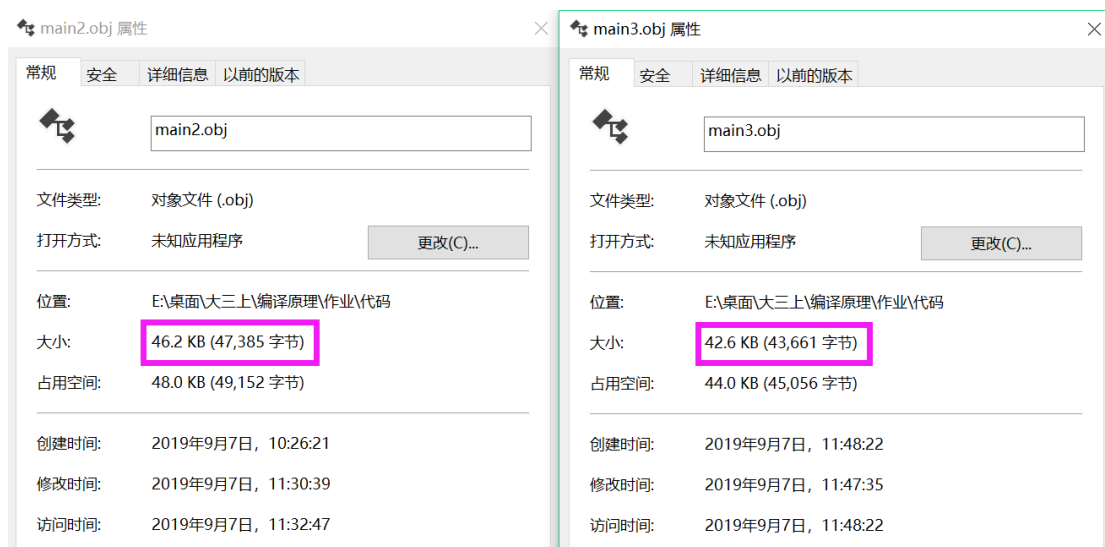 main2.obj 属性
常规 安全 详细信息 以前的版本
main2.obj
文件类型: 对象文件 (.obj)
打开方式: 未知应用程序 更改(C)...
位置: E:\桌面\大三上\编译原理\作业\代码
大小: 46.2 KB (47,385 字节)
占用空间: 48.0 KB (49,152 字节)
创建时间: 2019年9月7日，10:26:21
修改时间: 2019年9月7日，11:30:39
访问时间: 2019年9月7日，11:32:47
main3.obj 属性
常规 安全 详细信息 以前的版本
main3.obj
文件类型: 对象文件 (.obj)
打开方式: 未知应用程序 更改(C)...
位置: E:\桌面\大三上\编译原理\作业\代码
大小: 42.6 KB (43,661 字节)
占用空间: 44.0 KB (45,056 字节)
创建时间: 2019年9月7日，11:48:22
修改时间: 2019年9月7日，11:47:35
访问时间: 2019年9月7日，11:48:22